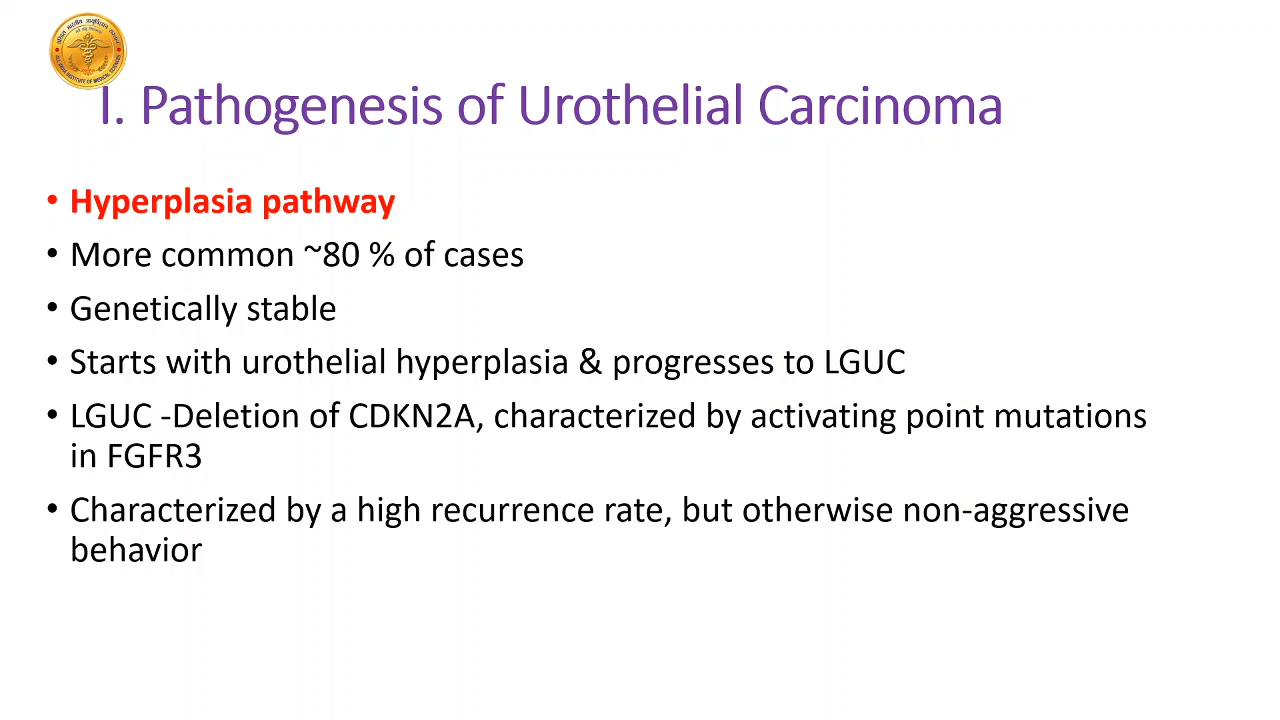 I. Pathogenesis of Urothelial Carcinoma
• Hyperplasia pathway
• More common ~80 % of cases
• Genetically stable
• Starts with urothelial hyperplasia & progresses to LGUC
• LGUC -Deletion of CDKN2A, characterized by activating point mutations
in FGFR3
• Characterized by a high recurrence rate, but otherwise non-aggressive
behavior